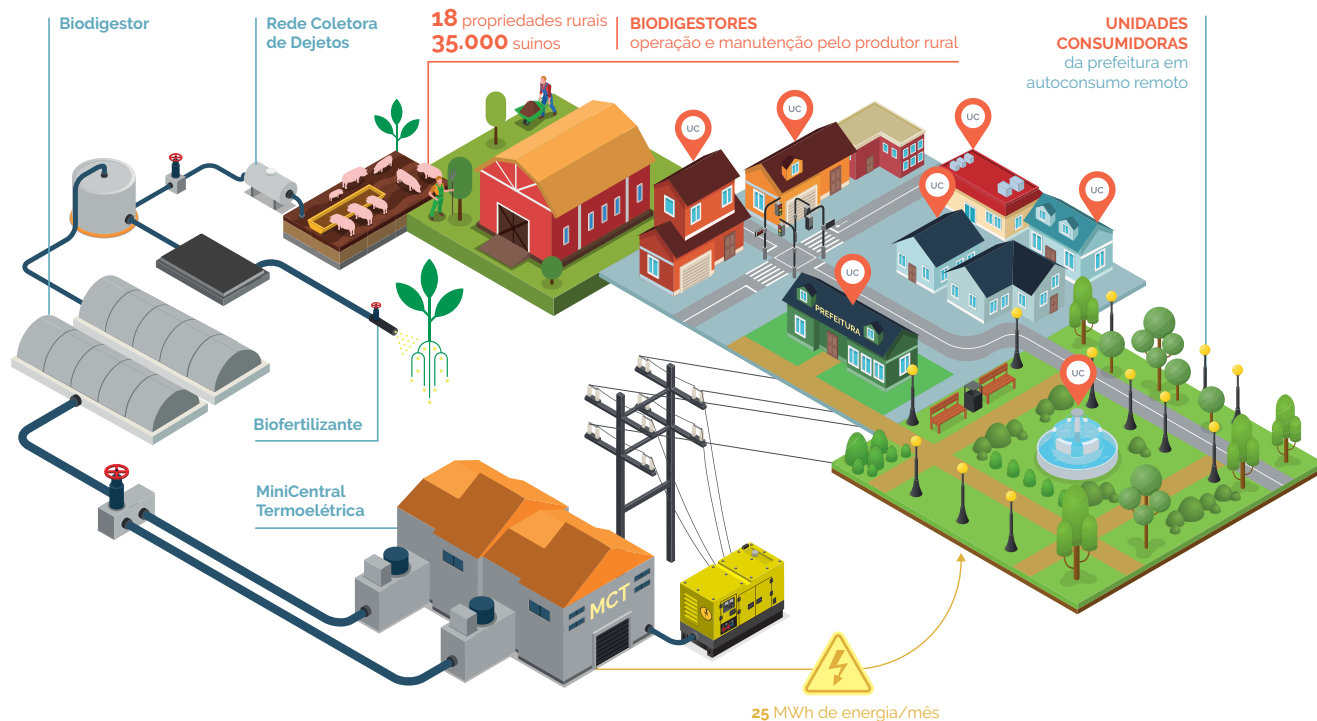 Biodigestor
Rede Coletora
de Dejetos
18 propriedades rurais
35.000 suinos
BIODIGESTORES
operação e manutenção pelo produtor rural
UNIDADES
CONSUMIDORAS
da prefeitura em
autoconsumo remoto
UC
UC
UC
UC
UC
UC
PREFEITURA
UC
Biofertilizante
MiniCentral
Termoelétrica
MCT
25 MWh de energia/mês